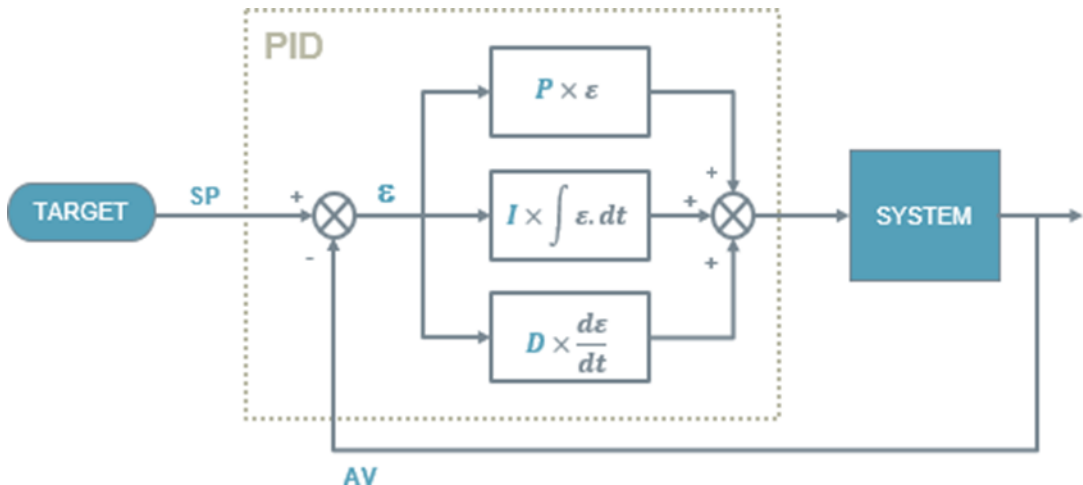 PID
P × ε
TARGET
SP
+
-
ε
I × ∫ ε. dt
+
+
+
SYSTEM
D × dε/dt
AV